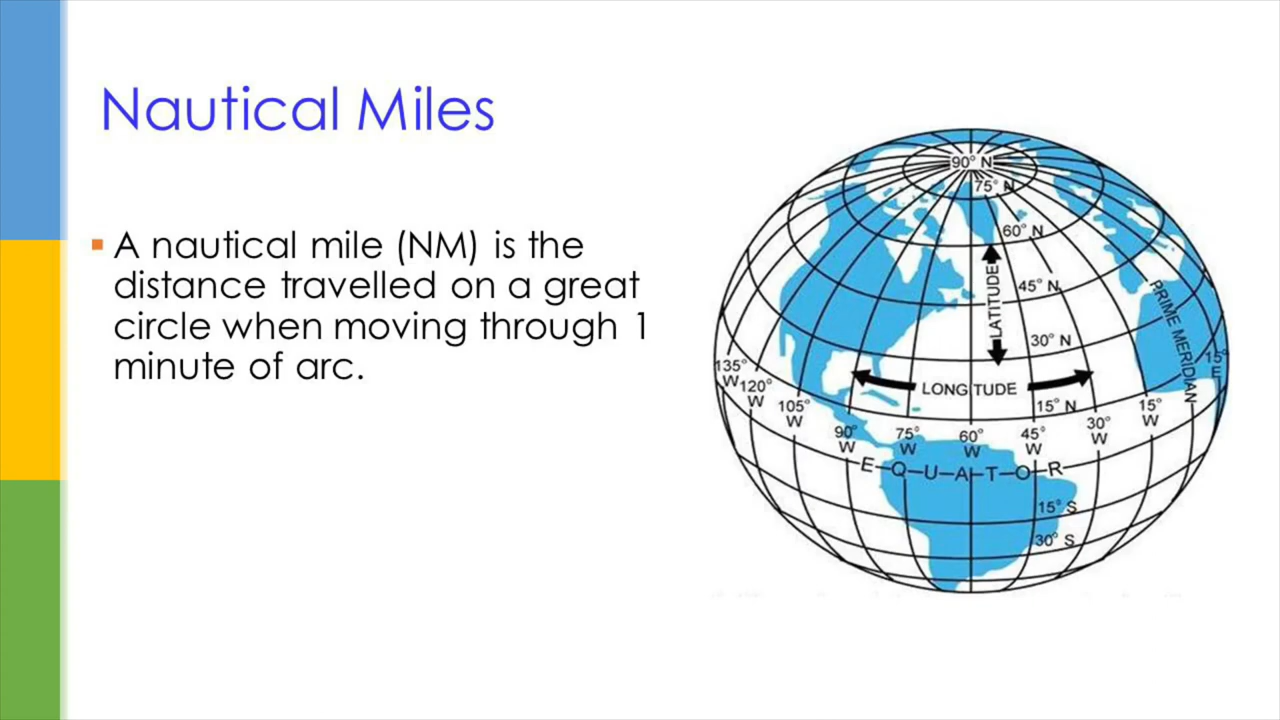 Nautical Miles
A nautical mile (NM) is the
distance travelled on a great
circle when moving through 1
minute of arc.
90° N
75° N
60° N
45° N
30° N
LATITUDE
PRIME MERIDIAN
15° E
LONGITUDE
135° W
120° W
105° W
90° W
75° W
60° W
45° W
30° W
15° W
15° N
E-Q-U-A-T-O-R
15° S
30° S